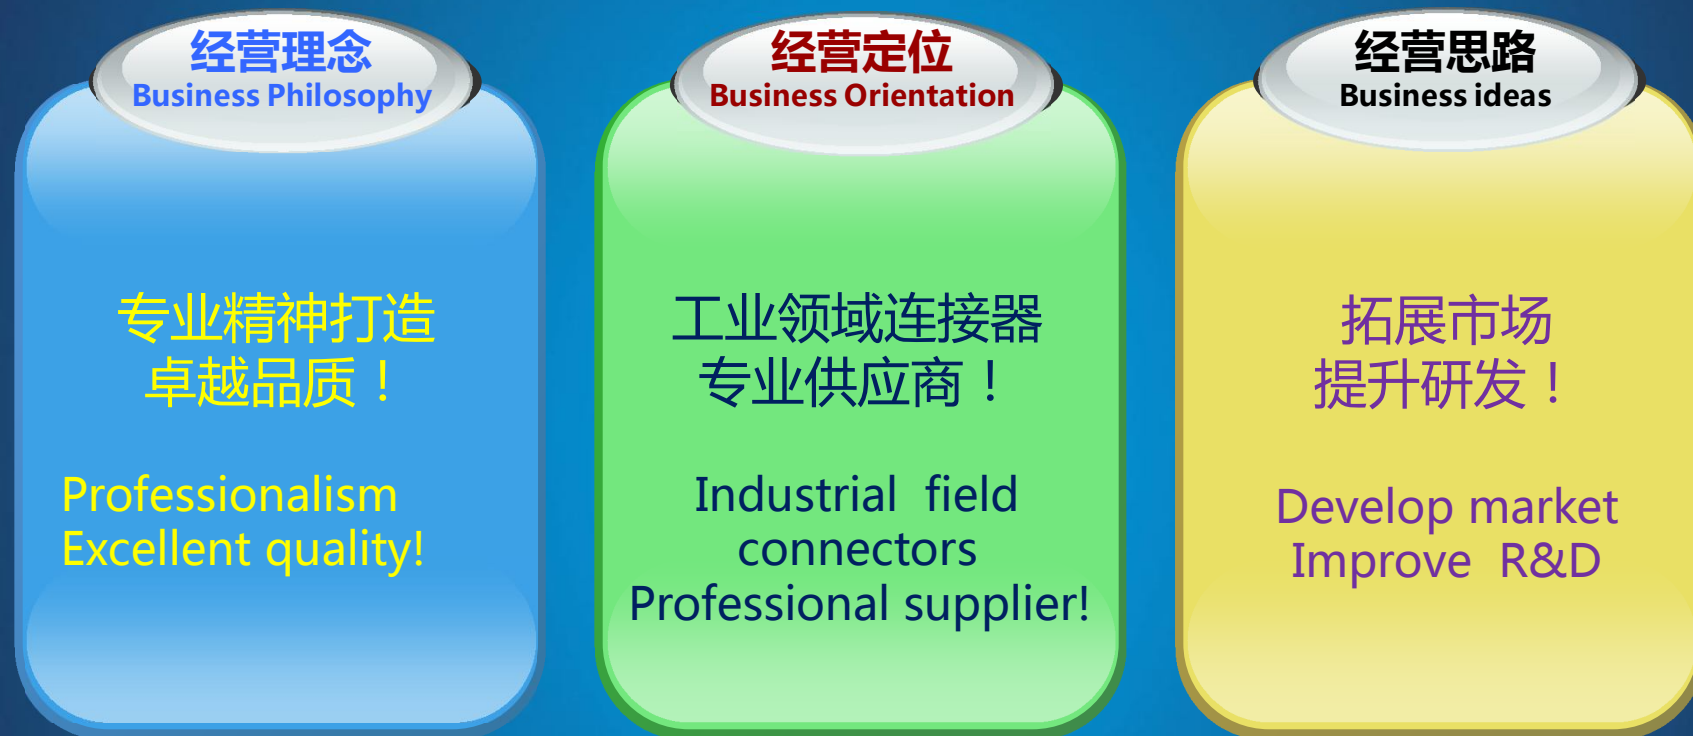 经营理念
Business Philosophy
专业精神打造
卓越品质！
Professionalism
Excellent quality!
经营定位
Business Orientation
工业领域连接器
专业供应商！
Industrial field
connectors
Professional supplier!
经营思路
Business ideas
拓展市场
提升研发！
Develop market
Improve R&D